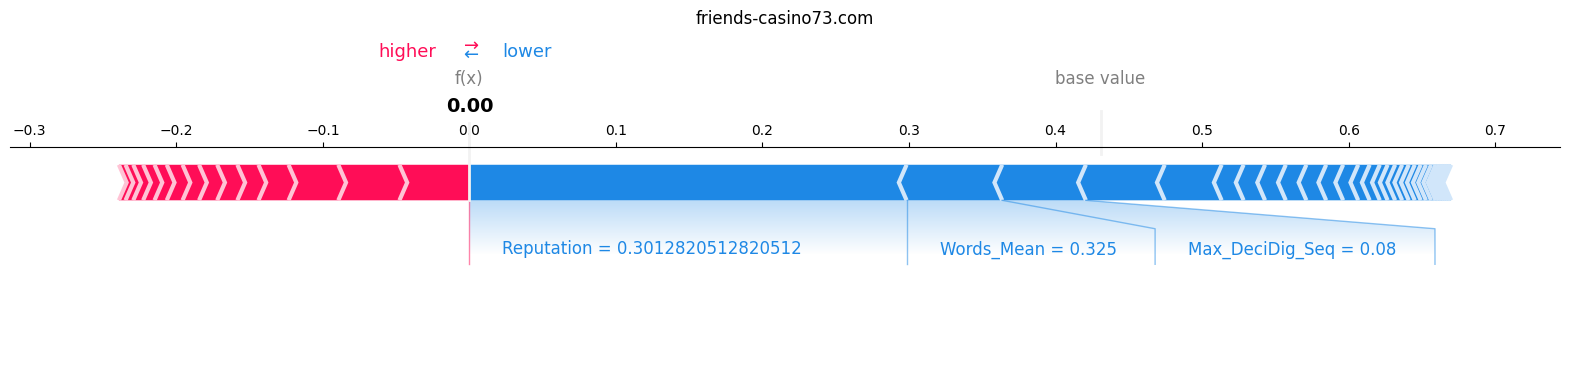 friends-casino73.com
higher ⇄ lower
f(x) base value
0.00
−0.3 −0.2 −0.1 0.0 0.1 0.2 0.3 0.4 0.5 0.6 0.7
Reputation = 0.3012820512820512 Words_Mean = 0.325 Max_DeciDig_Seq = 0.08